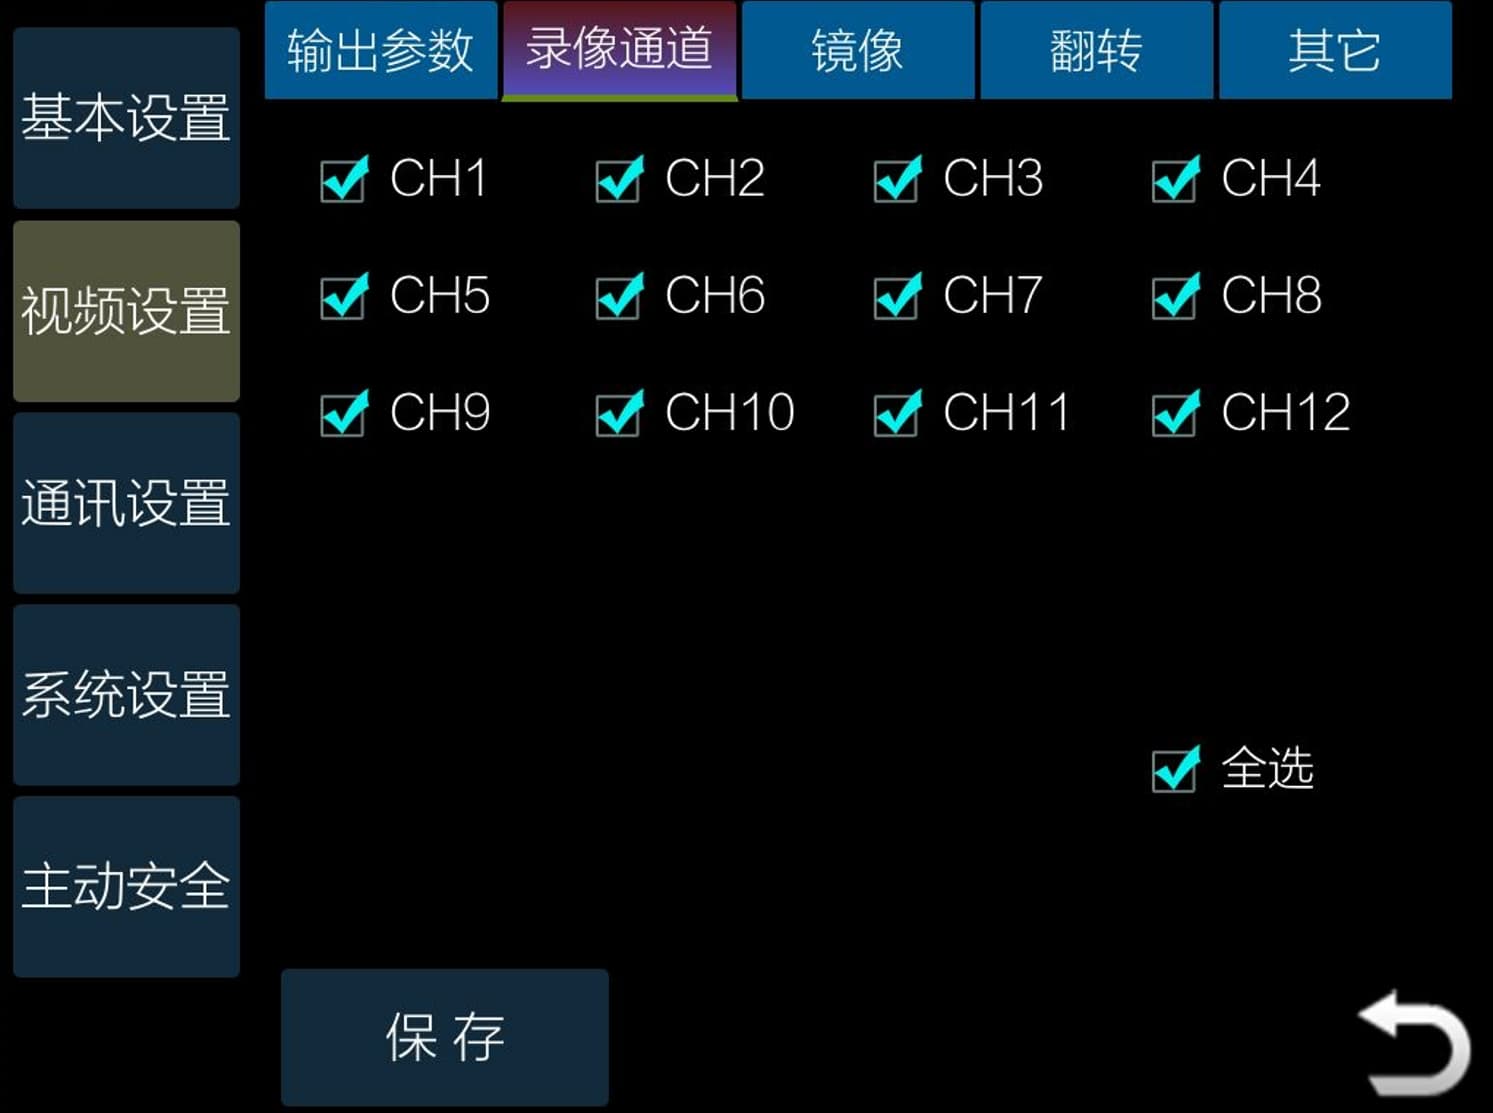 输出参数 录像通道 镜像 翻转 其它
基本设置
视频设置
通讯设置
系统设置
主动安全
CH1 CH2 CH3 CH4
CH5 CH6 CH7 CH8
CH9 CH10 CH11 CH12
全选
保存